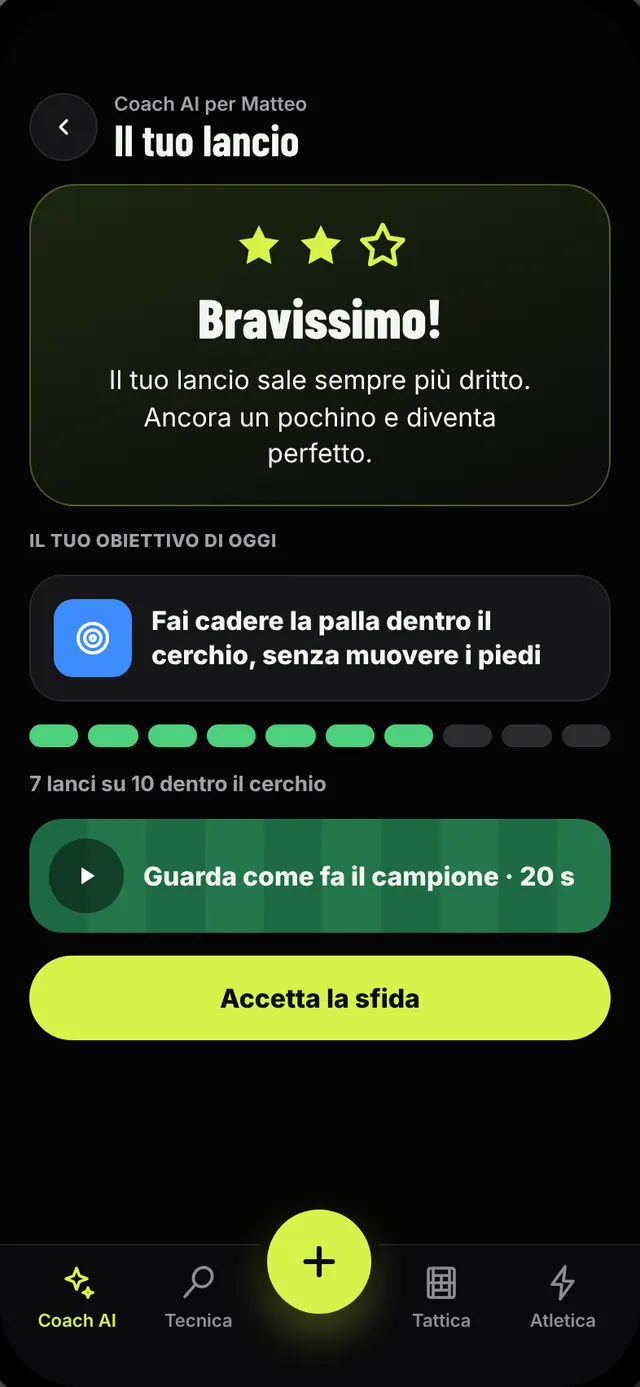 Coach AI per Matteo
Il tuo lancio
Bravissimo!
Il tuo lancio sale sempre più dritto.
Ancora un pochino e diventa
perfetto.
IL TUO OBIETTIVO DI OGGI
Fai cadere la palla dentro il
cerchio, senza muovere i piedi
7 lanci su 10 dentro il cerchio
Guarda come fa il campione · 20 s
Accetta la sfida
Coach AI
Tecnica
Tattica
Atletica